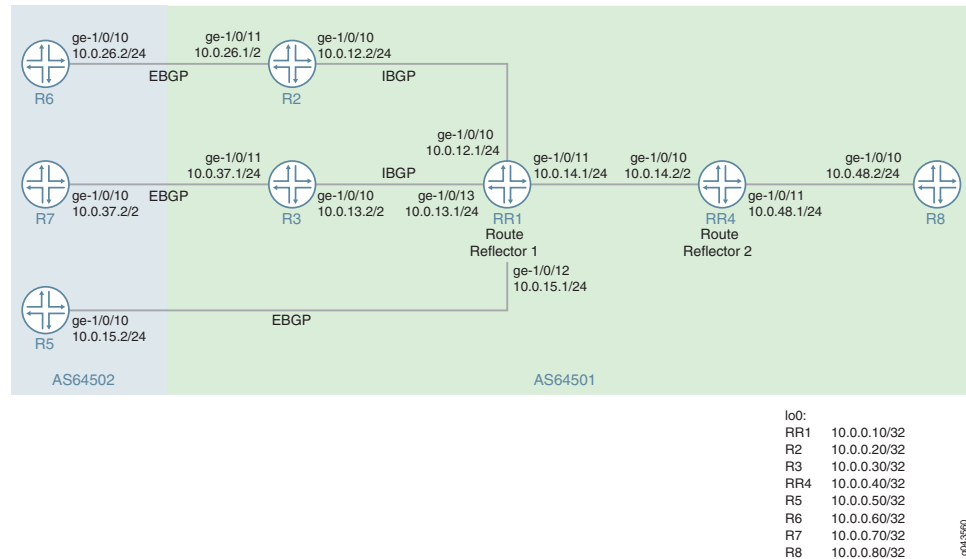 ge-1/0/10
10.0.26.2/24
R6
EBGP
ge-1/0/11
10.0.26.1/2
R2
ge-1/0/10
10.0.12.2/24
IBGP
ge-1/0/10
10.0.12.1/24
R7
ge-1/0/10
10.0.37.2/2
EBGP
ge-1/0/11
10.0.37.1/24
R3
IBGP
ge-1/0/10
10.0.13.2/2
ge-1/0/13
10.0.13.1/24
RR1
Route
Reflector 1
ge-1/0/11
10.0.14.1/24
ge-1/0/10
10.0.14.2/2
RR4
Route
Reflector 2
ge-1/0/11
10.0.48.1/24
ge-1/0/10
10.0.48.2/24
R8
ge-1/0/12
10.0.15.1/24
R5
ge-1/0/10
10.0.15.2/24
EBGP
AS64502
AS64501
lo0:
RR1 10.0.0.10/32
R2 10.0.0.20/32
R3 10.0.0.30/32
RR4 10.0.0.40/32
R5 10.0.0.50/32
R6 10.0.0.60/32
R7 10.0.0.70/32
R8 10.0.0.80/32
g043560